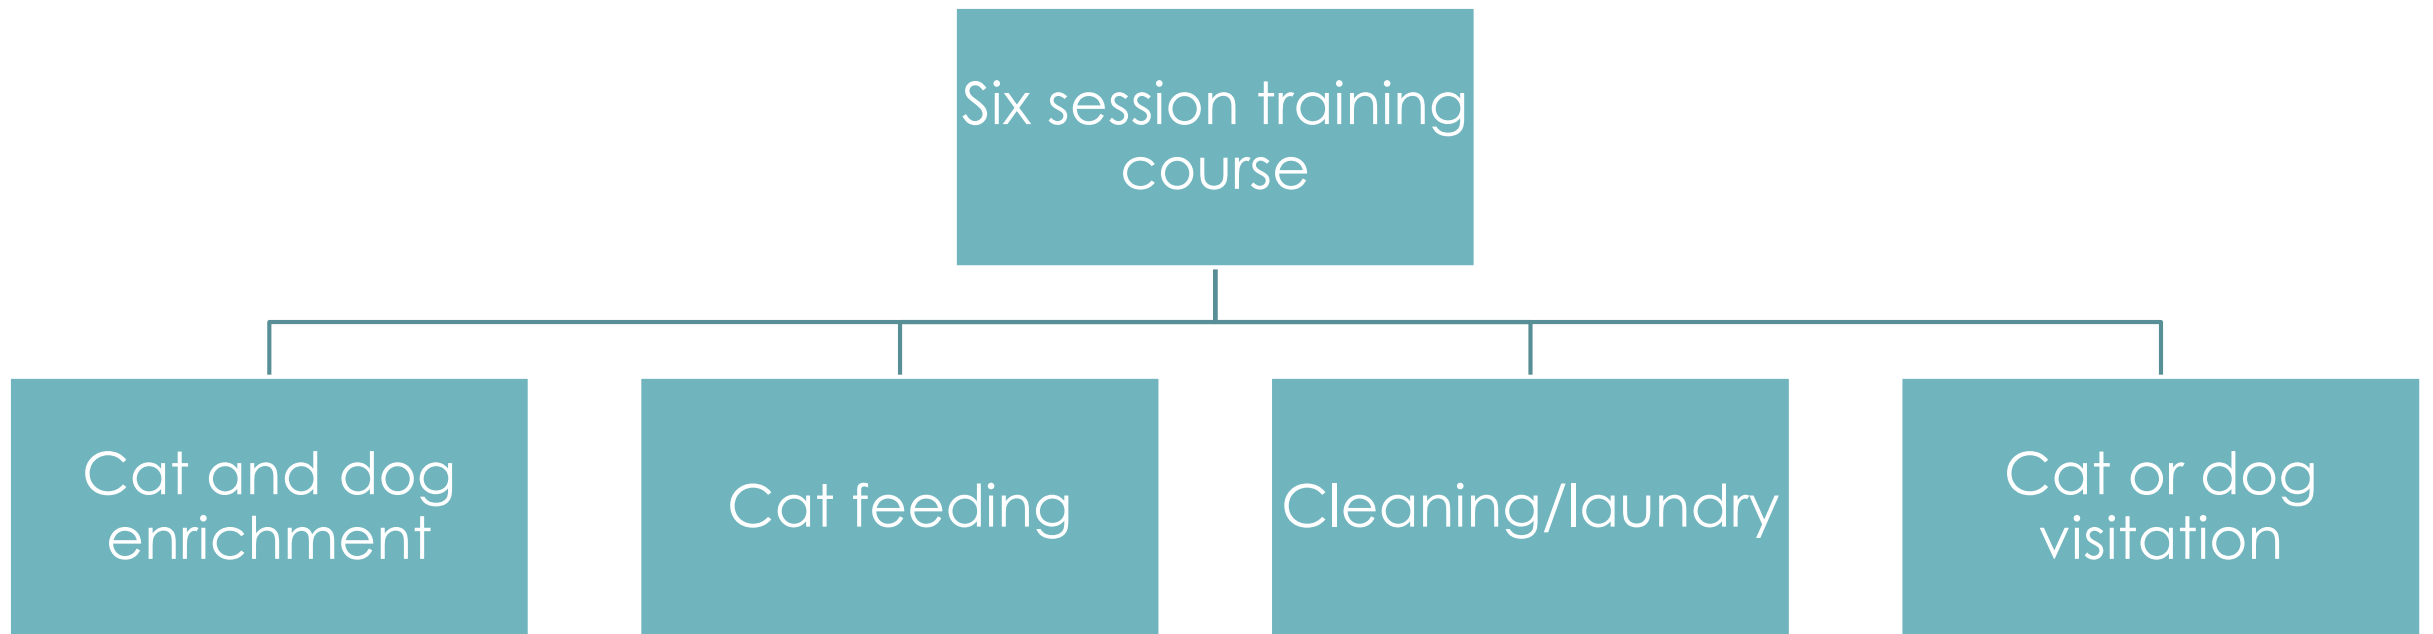 Six session training
course
Cat and dog
enrichment
Cat feeding
Cleaning/laundry
Cat or dog
visitation